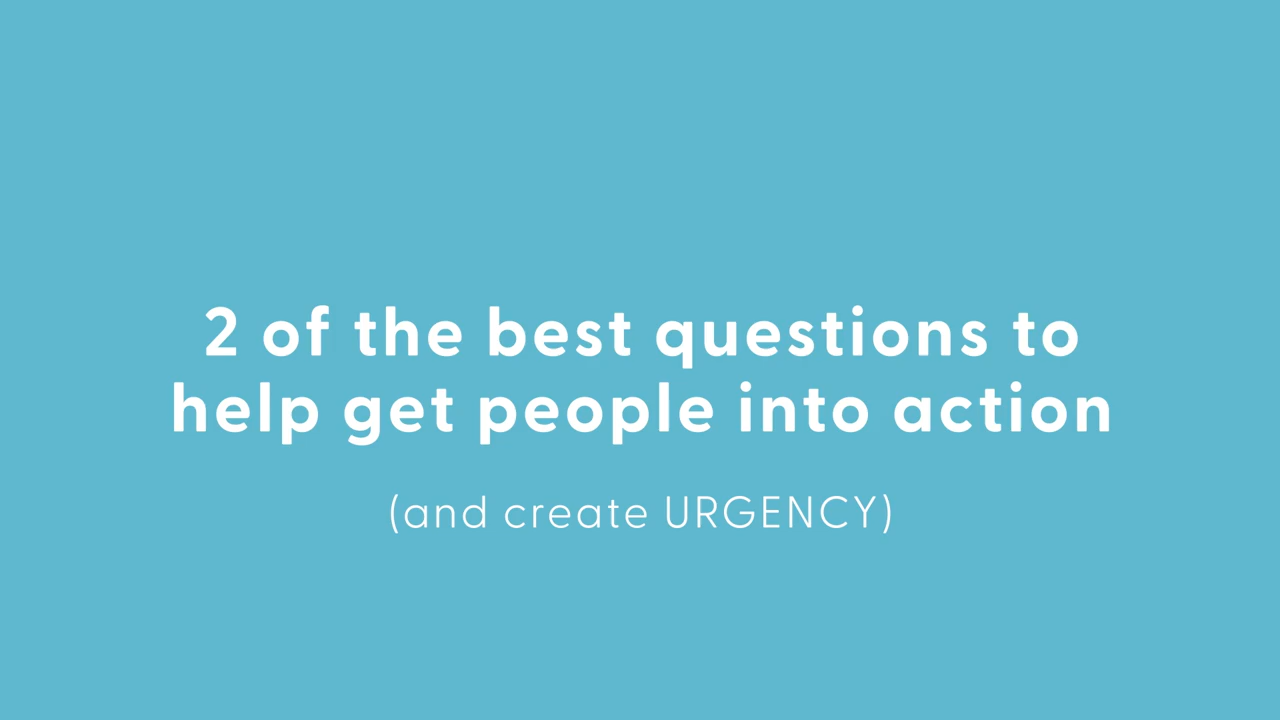 2 of the best questions to
help get people into action
(and create URGENCY)